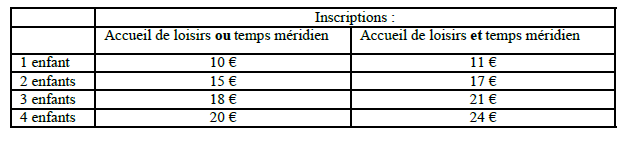 Inscriptions :
Accueil de loisirs ou temps méridien Accueil de loisirs et temps méridien
1 enfant 10 € 11 €
2 enfants 15 € 17 €
3 enfants 18 € 21 €
4 enfants 20 € 24 €